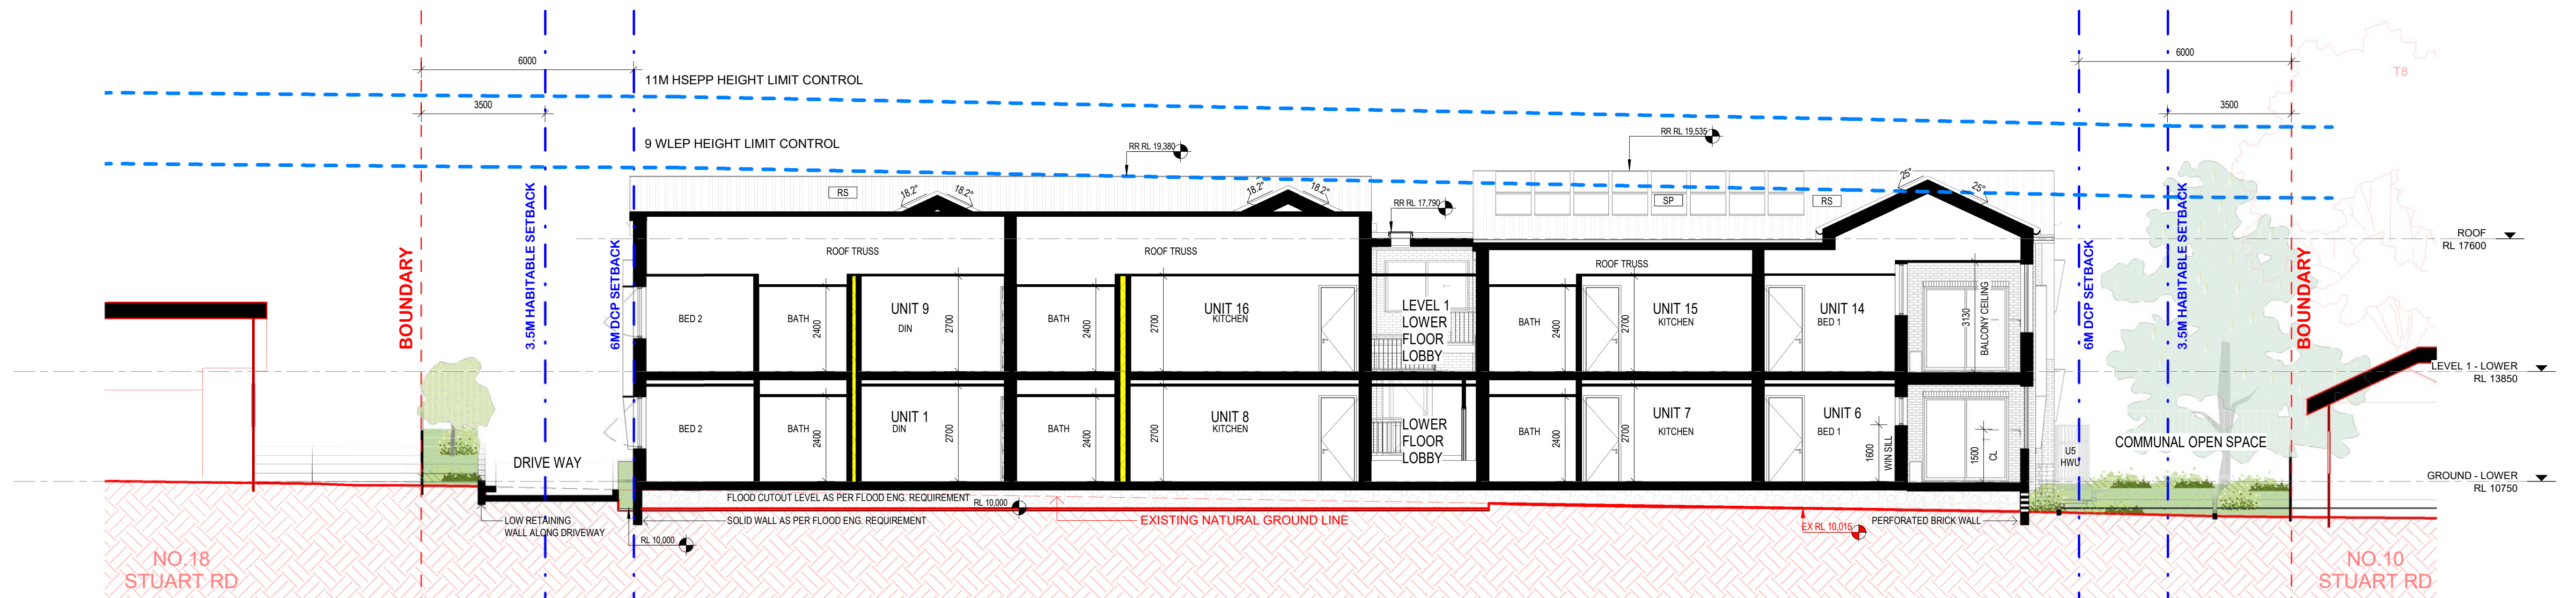 6000
6000
T8
11M HSEPP HEIGHT LIMIT CONTROL
3500
3500
9 WLEP HEIGHT LIMIT CONTROL
RR RL 19,380
RR RL 19,535
RS
18.2°
18.2°
18.2°
18.2°
SP
RS
25°
25°
RR RL 17,790
BOUNDARY
3.5M HABITABLE SETBACK
6M DCP SETBACK
6M DCP SETBACK
3.5M HABITABLE SETBACK
BOUNDARY
ROOF
RL 17600
ROOF TRUSS
ROOF TRUSS
ROOF TRUSS
BED 2
BATH
2400
UNIT 9
DIN
2700
BATH
2400
2700
UNIT 16
KITCHEN
LEVEL 1
LOWER
FLOOR
LOBBY
BATH
2400
2700
UNIT 15
KITCHEN
UNIT 14
BED 1
3130
BALCONY CEILING
LEVEL 1 - LOWER
RL 13850
BED 2
BATH
2400
UNIT 1
DIN
2700
BATH
2400
2700
UNIT 8
KITCHEN
LOWER
FLOOR
LOBBY
BATH
2400
2700
UNIT 7
KITCHEN
UNIT 6
BED 1
1600
WIN SILL
1500
CL
U5
HWU
COMMUNAL OPEN SPACE
DRIVE WAY
GROUND - LOWER
RL 10750
FLOOD CUTOUT LEVEL AS PER FLOOD ENG. REQUIREMENT
RL 10,000
LOW RETAINING
WALL ALONG DRIVEWAY
SOLID WALL AS PER FLOOD ENG. REQUIREMENT
EXISTING NATURAL GROUND LINE
EX RL 10,015
PERFORATED BRICK WALL
RL 10,000
NO.18
STUART RD
NO.10
STUART RD